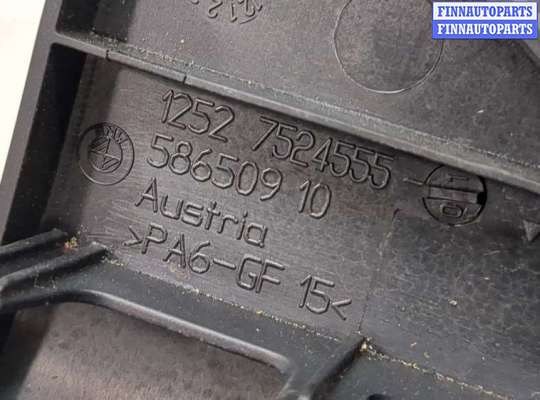 FINNAUTOPARTS
FINNAUTOPARTS
1252 7524555-
586509 10
Austria
>PA6-GF 15<